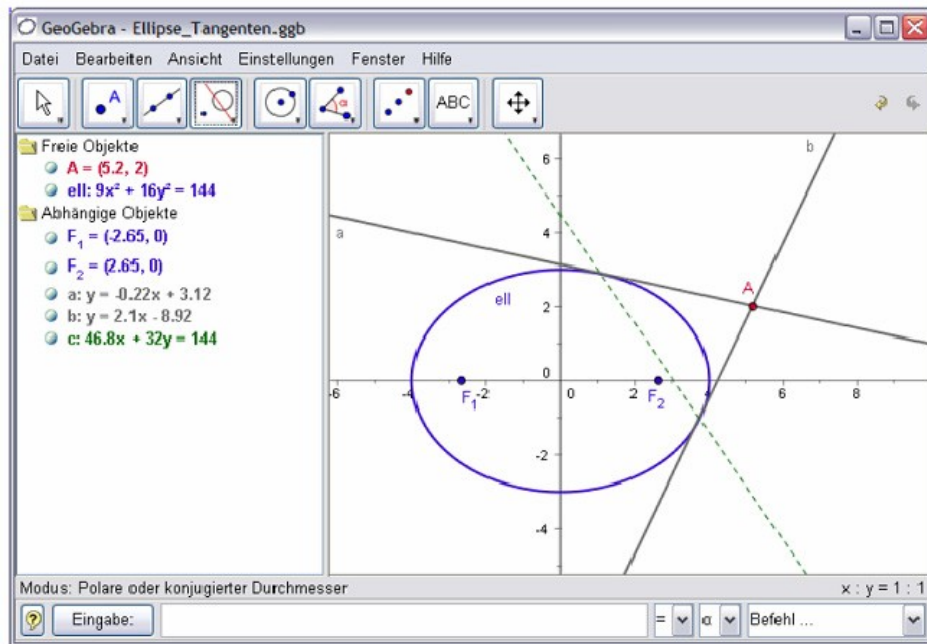 GeoGebra - Ellipse_Tangenten.ggb
Datei Bearbeiten Ansicht Einstellungen Fenster Hilfe
A α ABC
Freie Objekte
A = (5.2, 2)
ell: 9x² + 16y² = 144
Abhängige Objekte
F₁ = (-2.65, 0)
F₂ = (2.65, 0)
a: y = -0.22x + 3.12
b: y = 2.1x - 8.92
c: 46.8x + 32y = 144
b
6
4
a
ell
A
2
0
-6 -4 -2 0 2 4 6 8
F₁ F₂
-2
-4
Modus: Polare oder konjugierter Durchmesser
x : y = 1 : 1
? Eingabe: = α Befehl ...